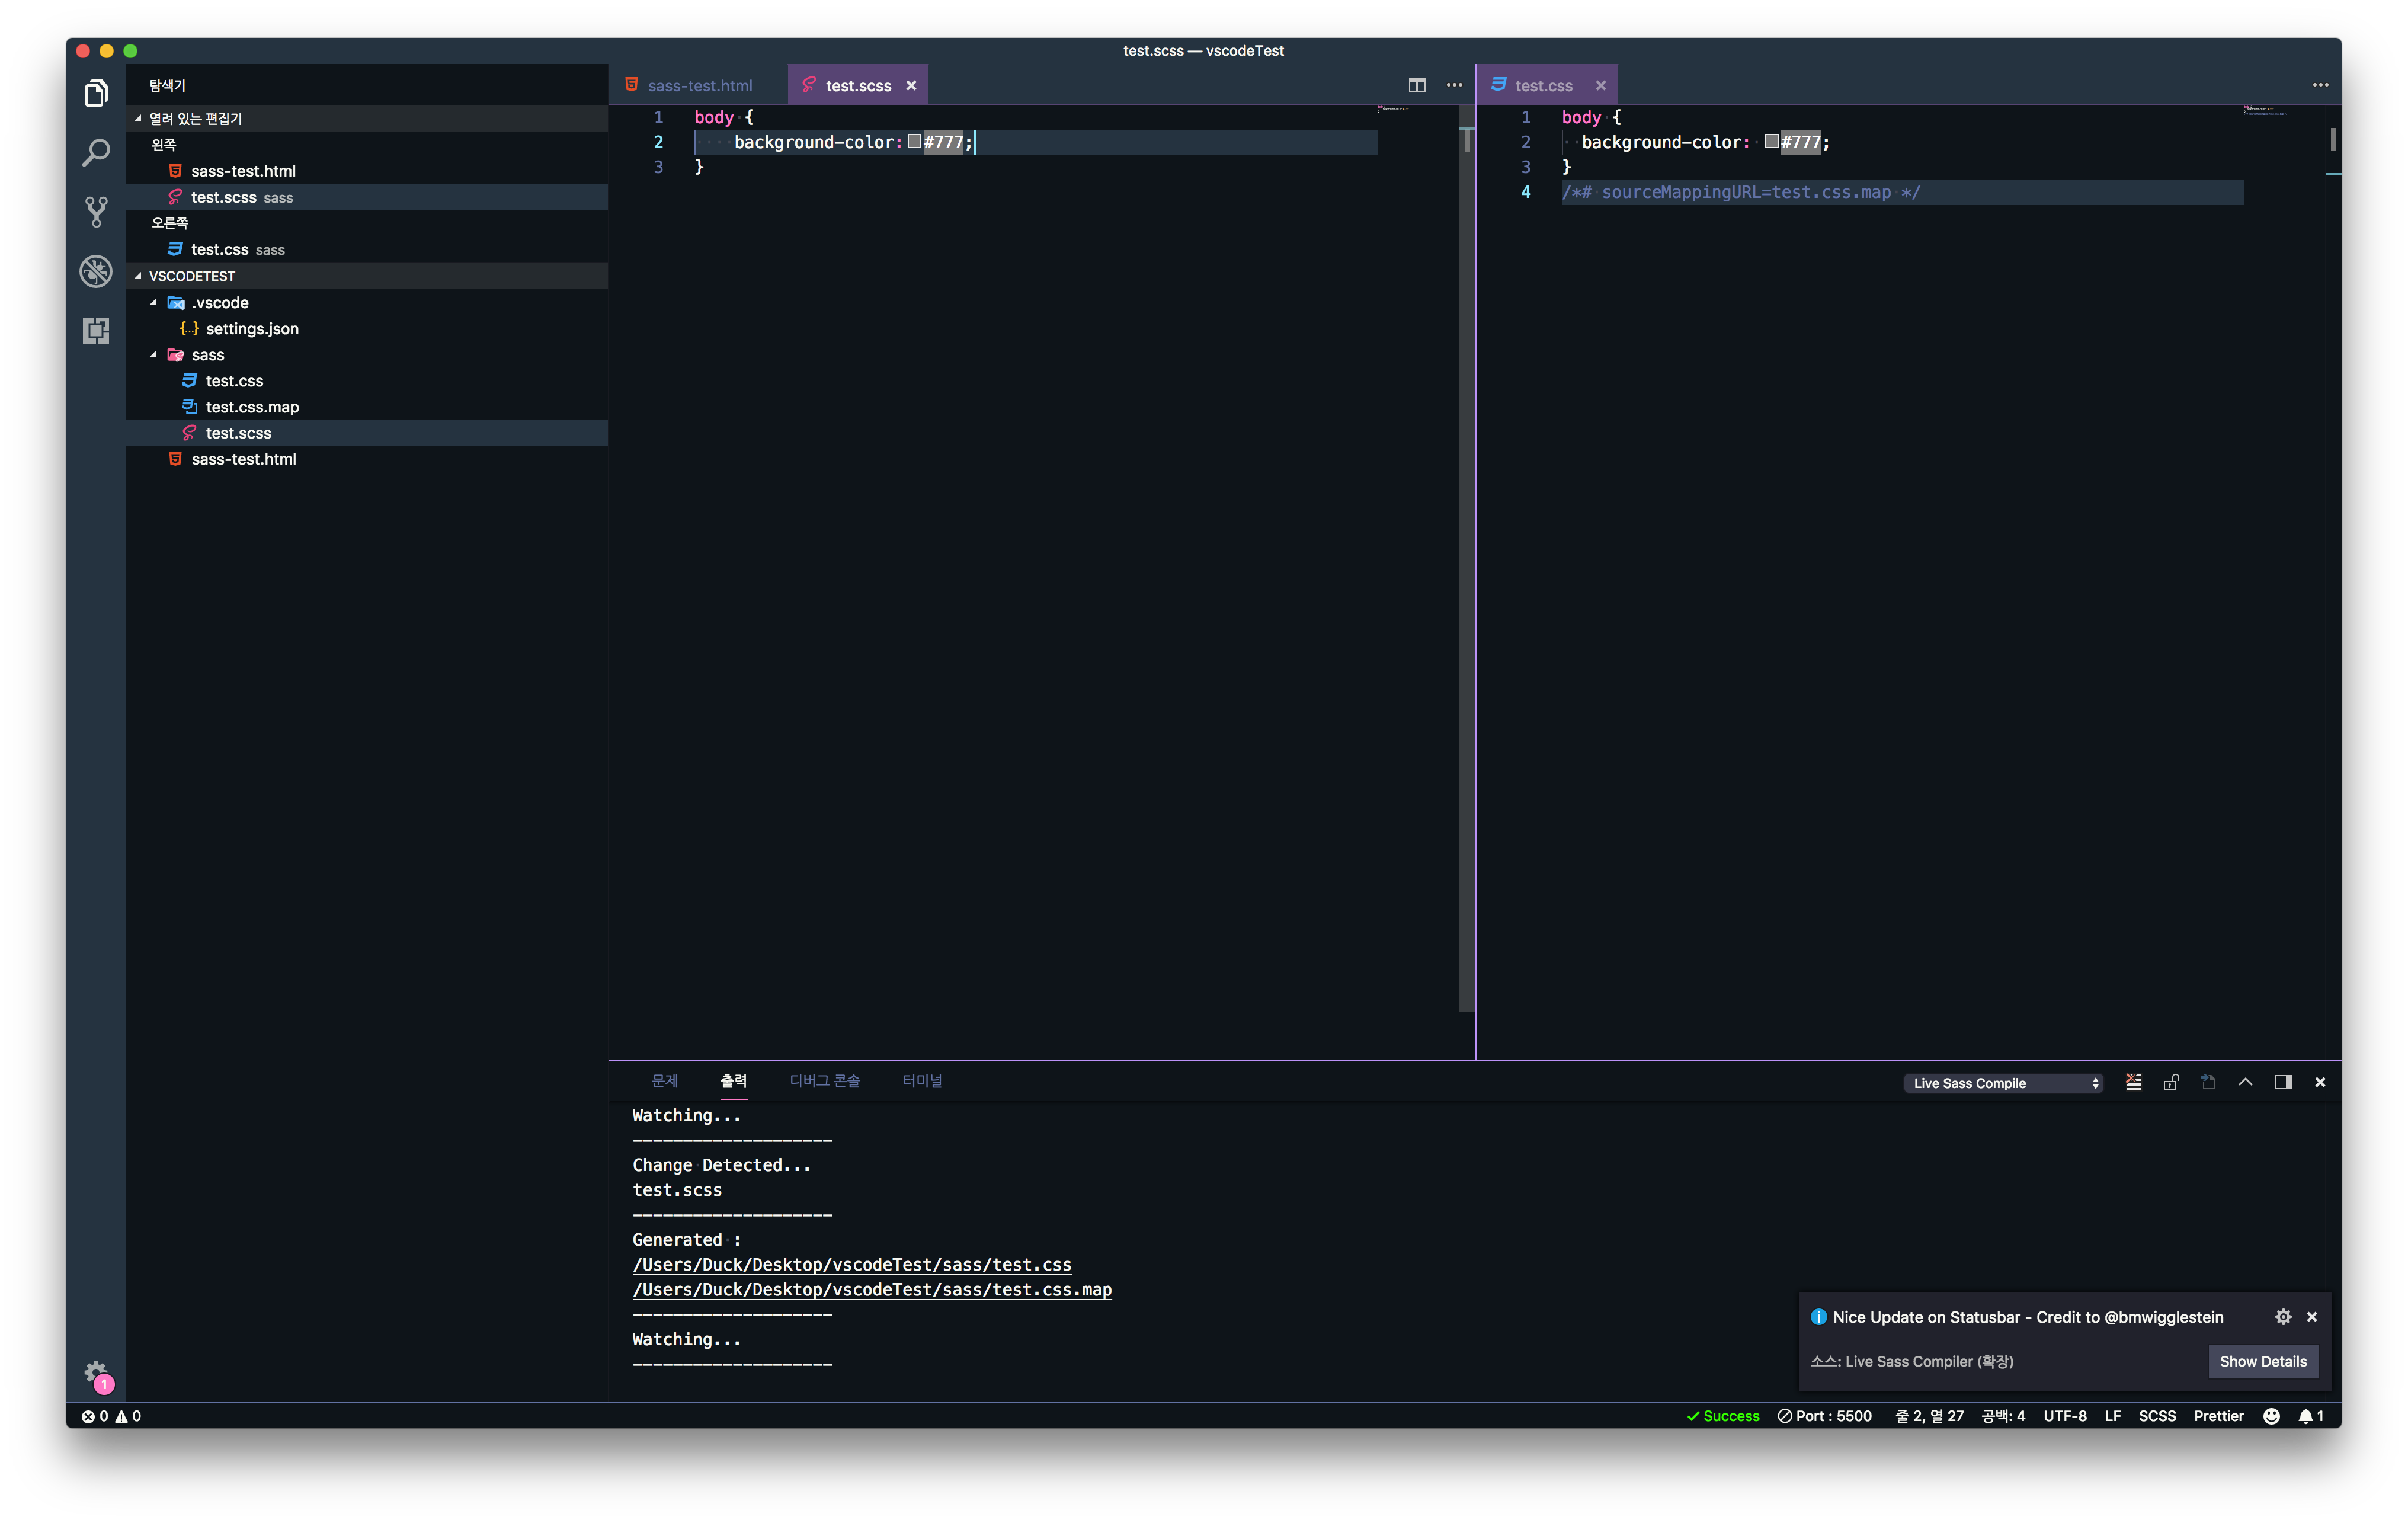 test.scss — vscodeTest
탐색기
열려 있는 편집기
왼쪽
sass-test.html
test.scss sass
오른쪽
test.css sass
VSCODETEST
.vscode
{..} settings.json
sass
test.css
test.css.map
test.scss
sass-test.html
1
sass-test.html
test.scss
1 body {
2 background-color:#777;
3 }
test.css
1 body {
2 background-color: #777;
3 }
4 /*# sourceMappingURL=test.css.map */
문제 출력 디버그 콘솔 터미널
Live Sass Compile
Watching...
--------------------
Change Detected...
test.scss
--------------------
Generated :
/Users/Duck/Desktop/vscodeTest/sass/test.css
/Users/Duck/Desktop/vscodeTest/sass/test.css.map
--------------------
Watching...
--------------------
Nice Update on Statusbar - Credit to @bmwigglestein
소스: Live Sass Compiler (확장)
Show Details
0 0
Success Port : 5500 줄 2, 열 27 공백: 4 UTF-8 LF SCSS Prettier 1